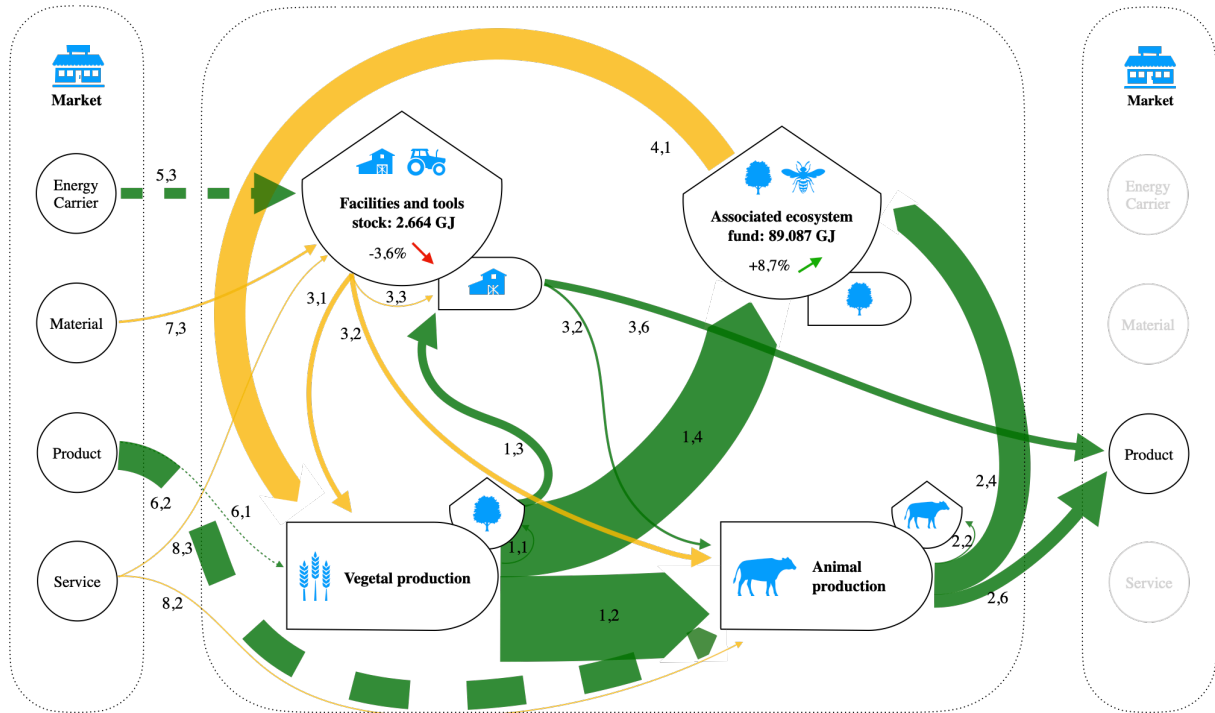 Market
Market
Energy
Carrier
5,3
4,1
Facilities and tools
stock: 2.664 GJ
-3,6%
Associated ecosystem
fund: 89.087 GJ
+8,7%
Energy
Carrier
Material
7,3
3,1
3,3
3,2
3,2
3,6
Material
Product
1,3
1,4
Product
6,2
6,1
2,4
Service
8,3
8,2
1,1
Vegetal production
1,2
Animal
production
2,2
2,6
Service